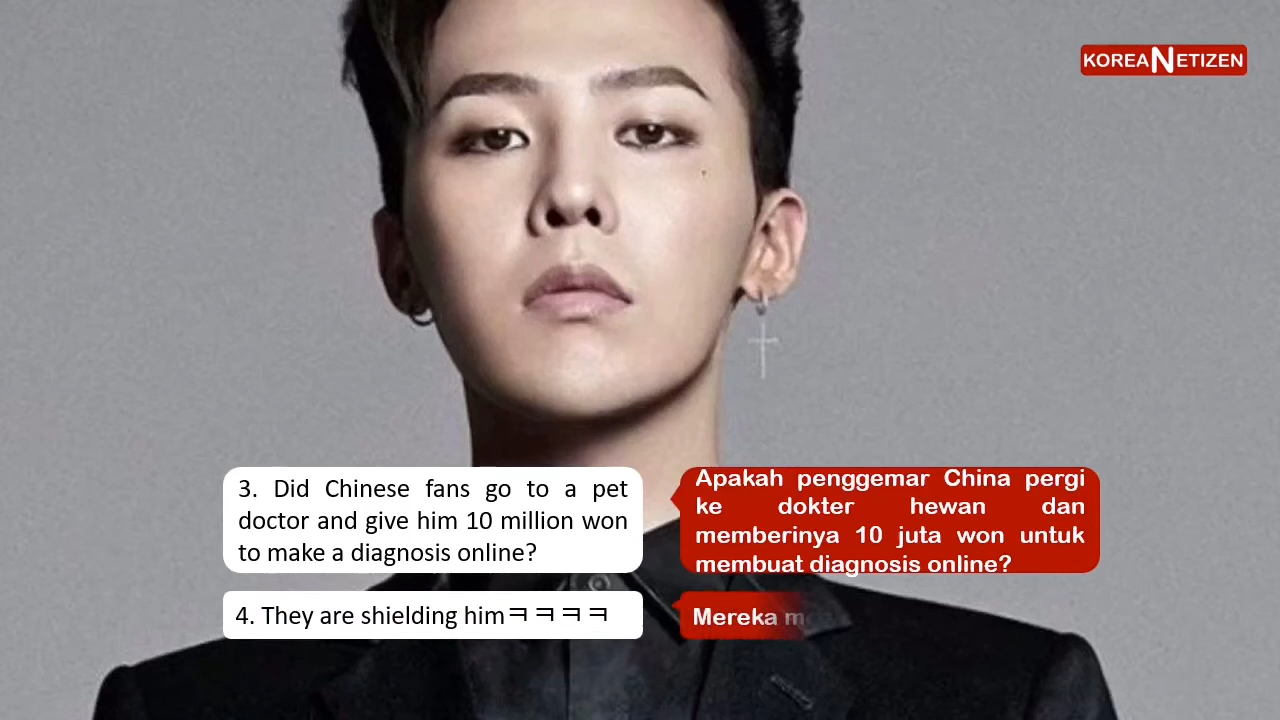 KOREA NETIZEN
3. Did Chinese fans go to a pet
doctor and give him 10 million won
to make a diagnosis online?
Apakah penggemar China pergi
ke dokter hewan dan
memberinya 10 juta won untuk
membuat diagnosis online?
4. They are shielding himㅋㅋㅋㅋ
Mereka m